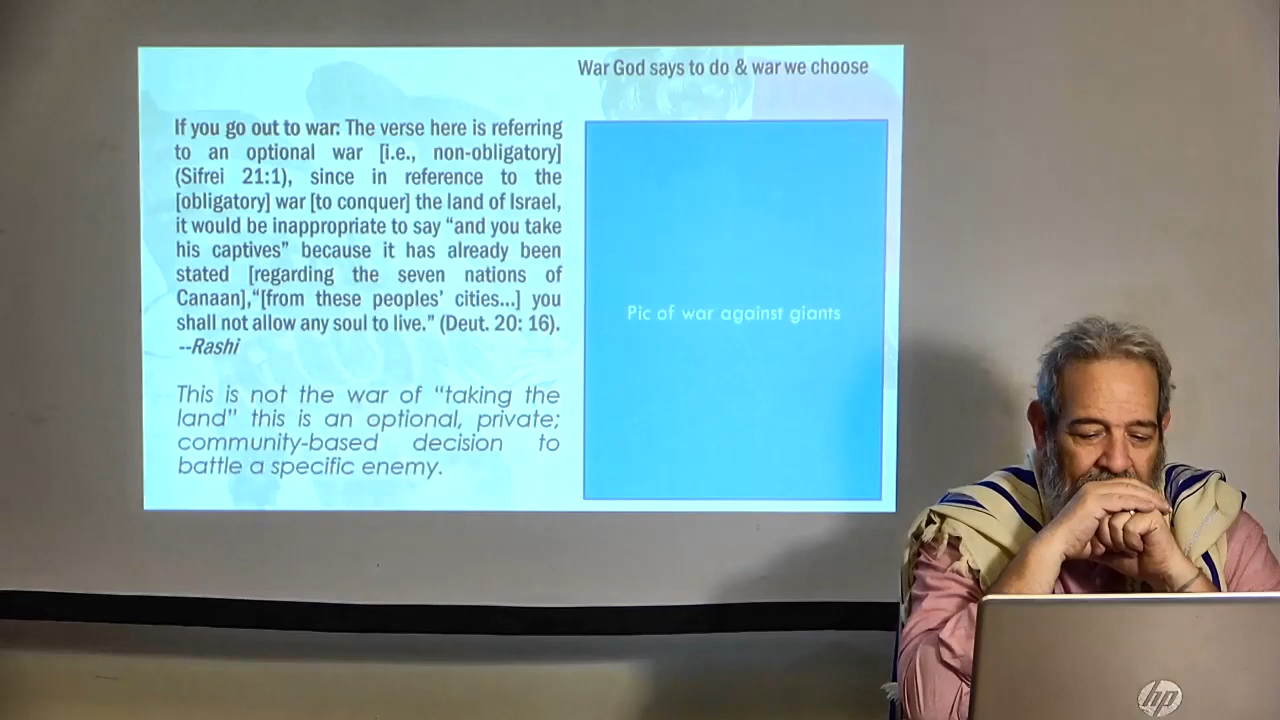 War God says to do & war we choose
If you go out to war: The verse here is referring
to an optional war [i.e., non-obligatory]
(Sifrei 21:1), since in reference to the
[obligatory] war [to conquer] the land of Israel,
it would be inappropriate to say “and you take
his captives” because it has already been
stated [regarding the seven nations of
Canaan],“[from these peoples’ cities...] you
shall not allow any soul to live.” (Deut. 20: 16).
--Rashi
This is not the war of “taking the
land” this is an optional, private;
community-based decision to
battle a specific enemy.
Pic of war against giants
hp